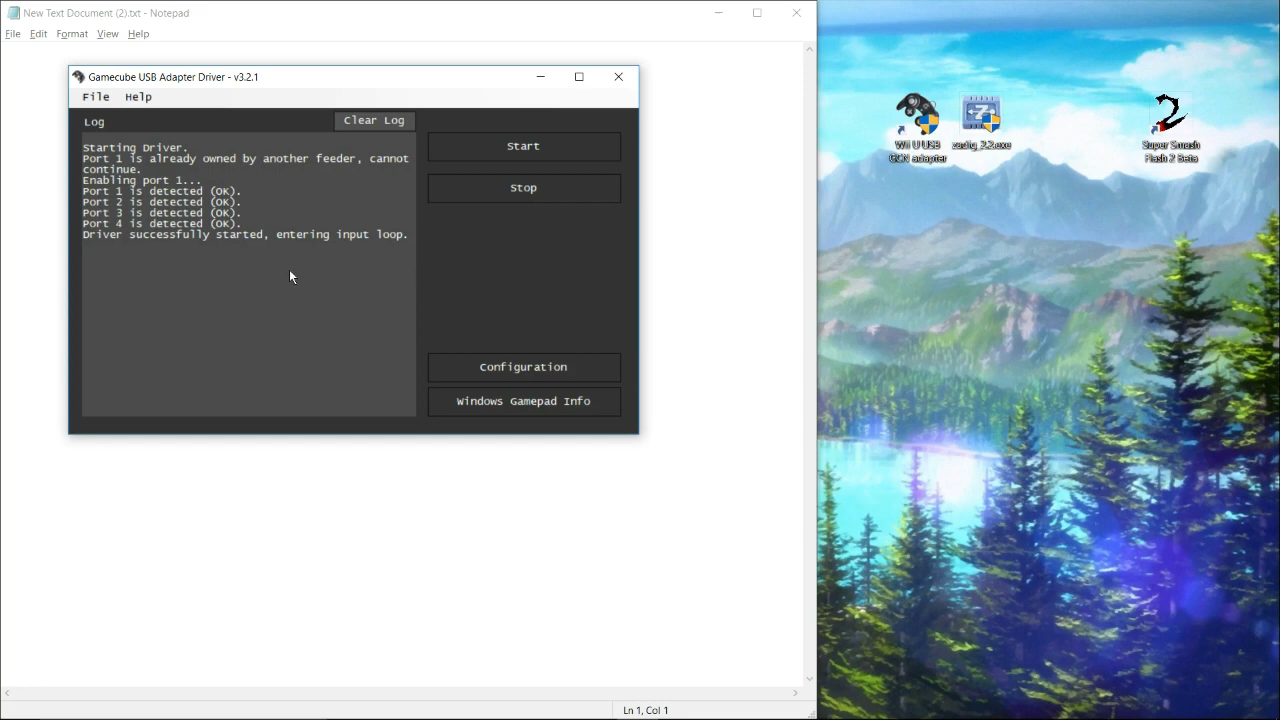 New Text Document (2).txt - Notepad
File Edit Format View Help
Gamecube USB Adapter Driver - v3.2.1
File Help
Log
Clear Log
Starting Driver.
Port 1 is already owned by another feeder, cannot
continue.
Enabling port 1...
Port 1 is detected (OK).
Port 2 is detected (OK).
Port 3 is detected (OK).
Port 4 is detected (OK).
Driver successfully started, entering input loop.
Start
Stop
Configuration
Windows Gamepad Info
Ln 1, Col 1
Wii U USB
GCN adapter
zadig_2.2.exe
Super Smash
Flash 2 Beta